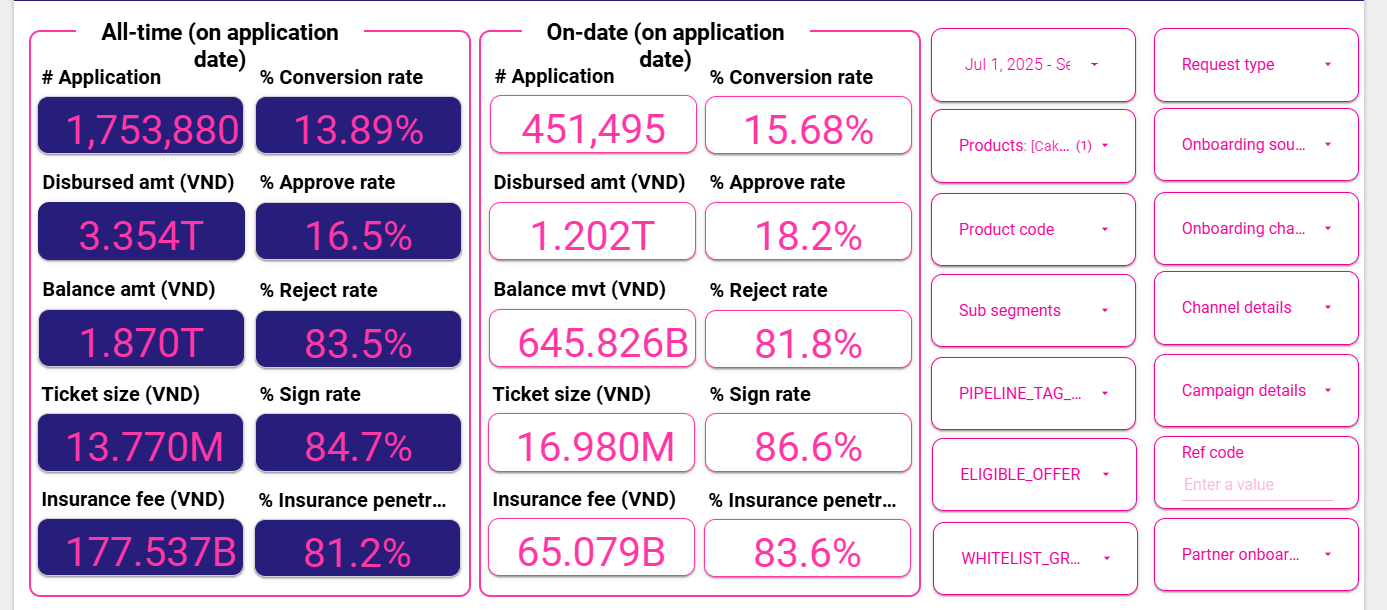 All-time (on application
date)
# Application
% Conversion rate
1,753,880
13.89%
Disbursed amt (VND)
% Approve rate
3.354T
16.5%
Balance amt (VND)
% Reject rate
1.870T
83.5%
Ticket size (VND)
% Sign rate
13.770M
84.7%
Insurance fee (VND)
% Insurance penetr...
177.537B
81.2%
On-date (on application
date)
# Application
% Conversion rate
451,495
15.68%
Disbursed amt (VND)
% Approve rate
1.202T
18.2%
Balance mvt (VND)
% Reject rate
645.826B
81.8%
Ticket size (VND)
% Sign rate
16.980M
86.6%
Insurance fee (VND)
% Insurance penetr...
65.079B
83.6%
Jul 1, 2025 - Se
Request type
Products: [Cak... (1)
Onboarding sou...
Product code
Onboarding cha...
Sub segments
Channel details
PIPELINE_TAG_...
Campaign details
ELIGIBLE_OFFER
Ref code
Enter a value
WHITELIST_GR...
Partner onboar...